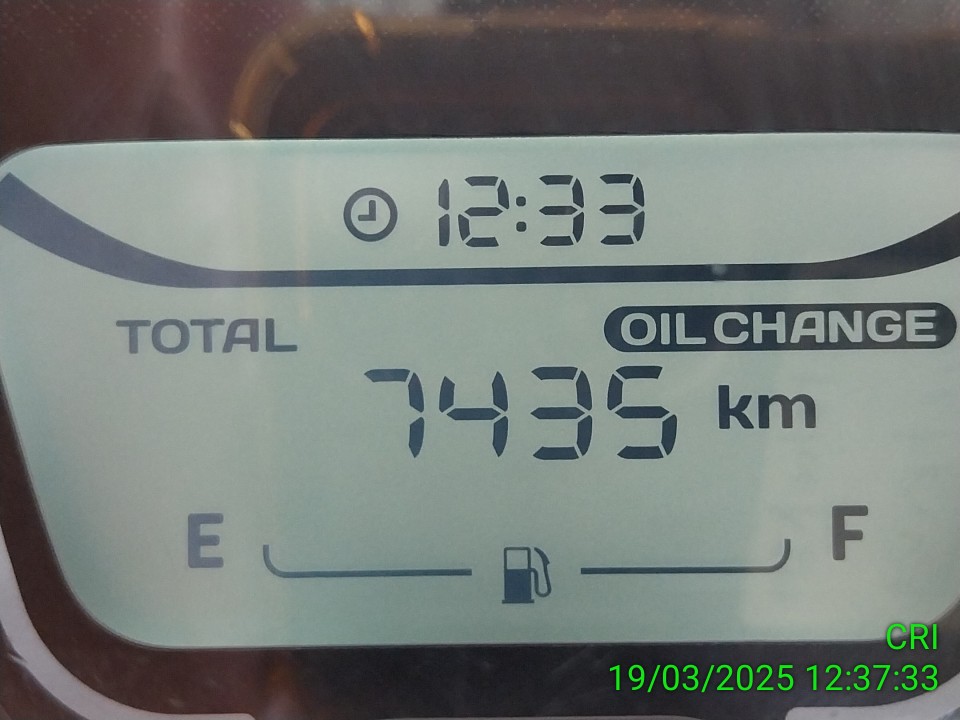 12:33
TOTAL OIL CHANGE
7435 km
E F
CRI
19/03/2025 12:37:33